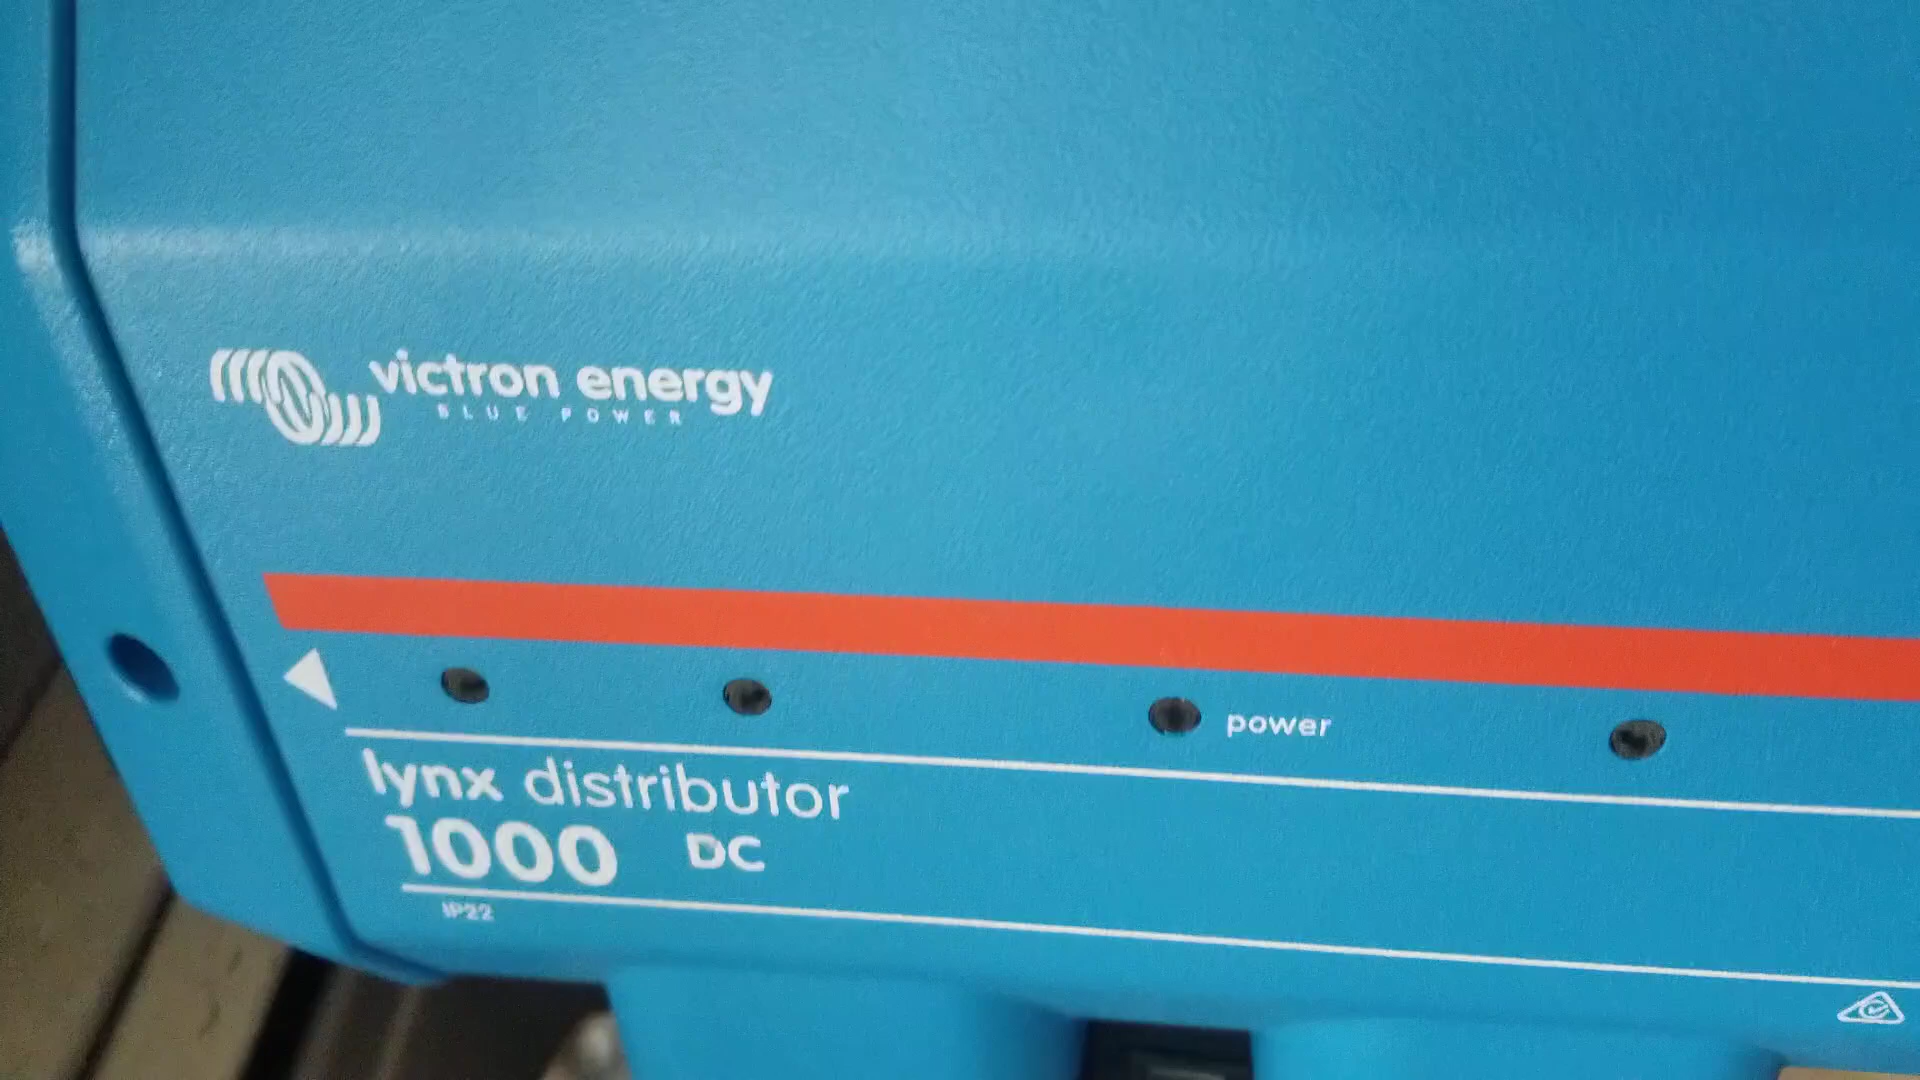 victron energy
BLUE POWER
power
lynx distributor
1000 DC
IP22